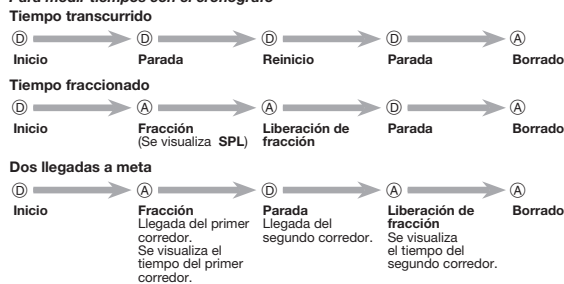 Para medir tiempos con el cronógrafo
Tiempo transcurrido
D D D D A
Inicio Parada Reinicio Parada Borrado
Tiempo fraccionado
D A A D A
Inicio Fracción Liberación de Parada Borrado
(Se visualiza SPL) fracción
Dos llegadas a meta
D A D A A
Inicio Fracción Parada Liberación de Borrado
Llegada del primer Llegada del fracción
corredor. segundo corredor. Se visualiza
Se visualiza el el tiempo del
tiempo del primer segundo corredor.
corredor.